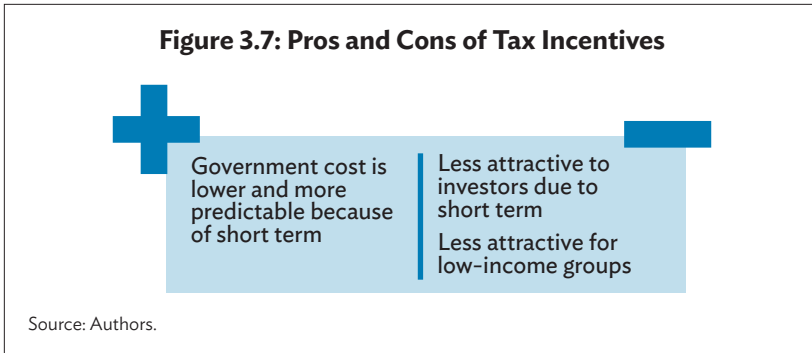 Figure 3.7: Pros and Cons of Tax Incentives
Government cost is
lower and more
predictable because
of short term
Less attractive to
investors due to
short term
Less attractive for
low-income groups
Source: Authors.